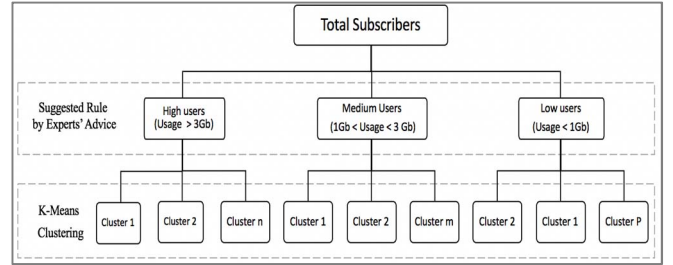 Total Subscribers
Suggested Rule
by Experts' Advice
High users
(Usage > 3Gb)
Medium Users
(1Gb < Usage < 3 Gb)
Low users
(Usage < 1Gb)
K-Means
Clustering
Cluster 1
Cluster 2
Cluster n
Cluster 1
Cluster 2
Cluster m
Cluster 2
Cluster 1
Cluster P